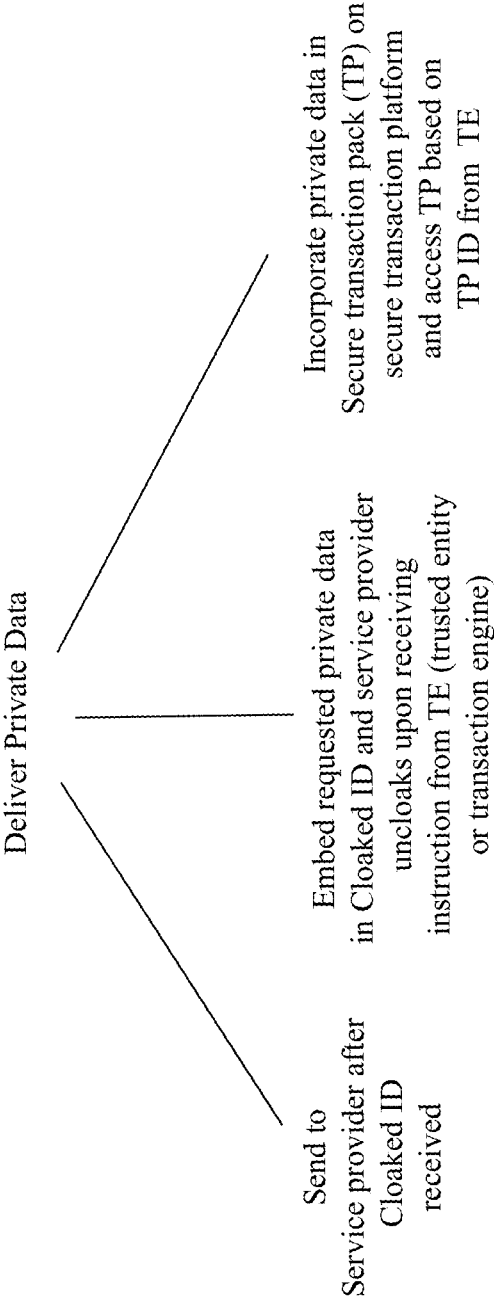 Deliver Private Data
Send to
Service provider after
Cloaked ID
received
Embed requested private data
in Cloaked ID and service provider
uncloaks upon receiving
instruction from TE (trusted entity
or transaction engine)
Incorporate private data in
Secure transaction pack (TP) on
secure transaction platform
and access TP based on
TP ID from TE